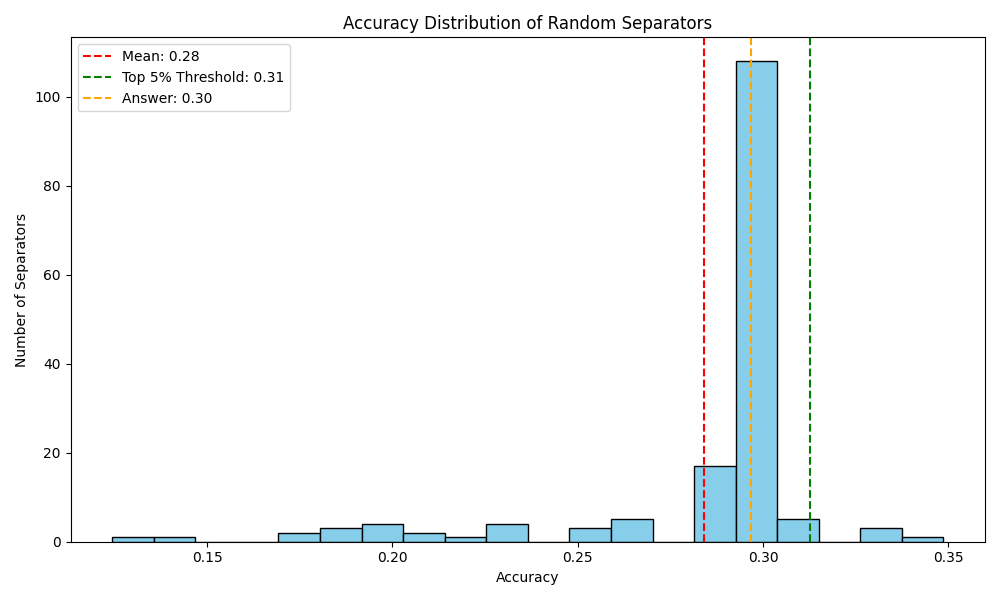 Accuracy Distribution of Random Separators
Mean: 0.28
Top 5% Threshold: 0.31
Answer: 0.30
Number of Separators
100
80
60
40
20
0
0.15 0.20 0.25 0.30 0.35
Accuracy